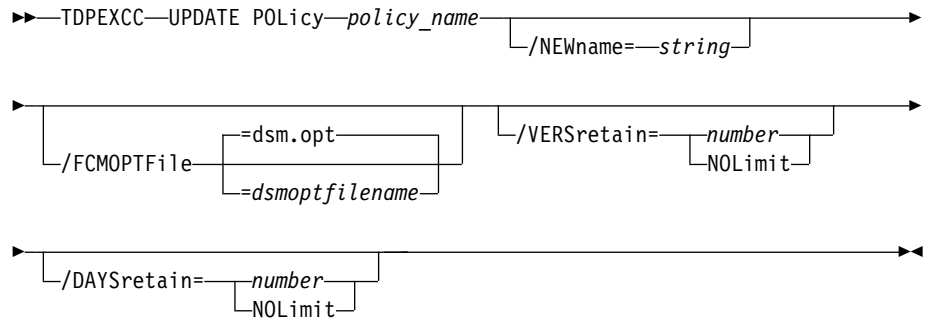 TDPEXCC UPDATE POLicy policy_name
/NEWname= string
=dsm.opt
/FCMOPTFile
=dsmoptfilename
/VERSretain= number
NOLimit
/DAYSretain= number
NOLimit